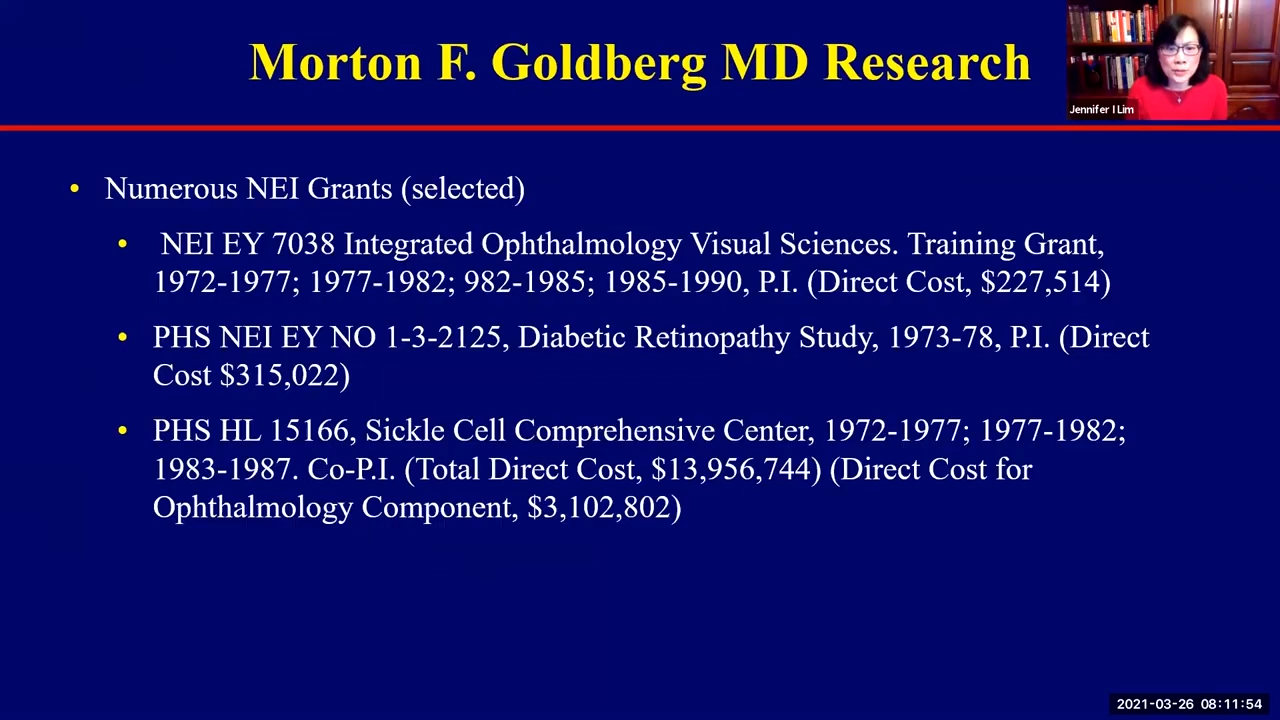 Morton F. Goldberg MD Research
Jennifer I Lim
• Numerous NEI Grants (selected)
• NEI EY 7038 Integrated Ophthalmology Visual Sciences. Training Grant,
1972-1977; 1977-1982; 982-1985; 1985-1990, P.I. (Direct Cost, $227,514)
• PHS NEI EY NO 1-3-2125, Diabetic Retinopathy Study, 1973-78, P.I. (Direct
Cost $315,022)
• PHS HL 15166, Sickle Cell Comprehensive Center, 1972-1977; 1977-1982;
1983-1987. Co-P.I. (Total Direct Cost, $13,956,744) (Direct Cost for
Ophthalmology Component, $3,102,802)
2021-03-26 08:11:54